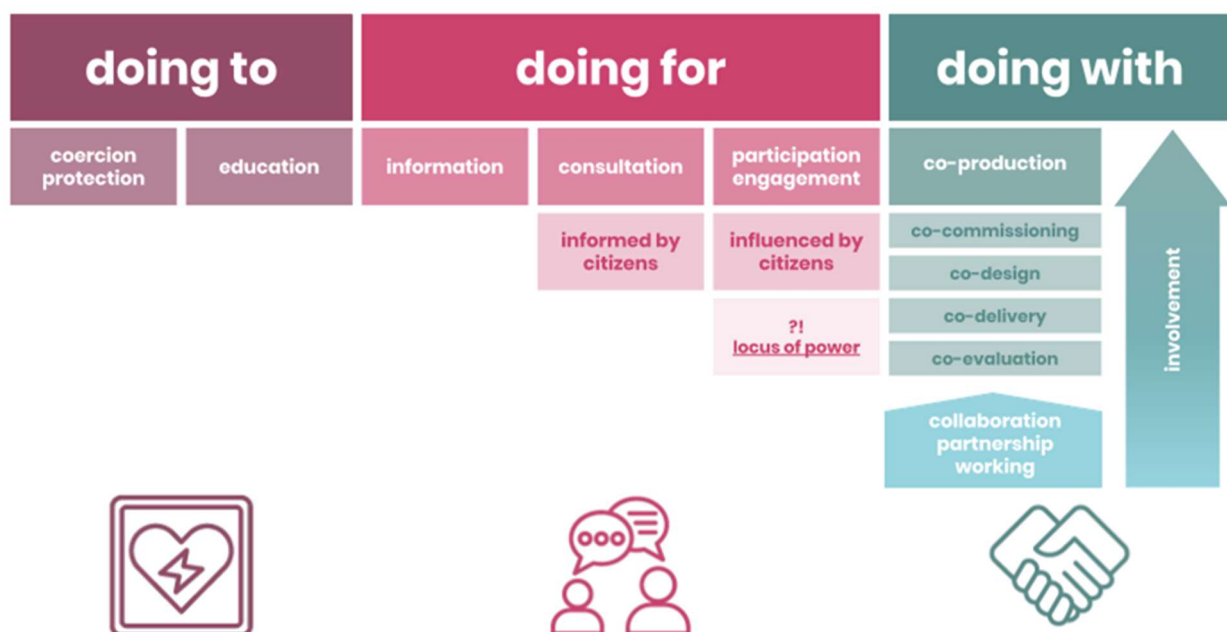 doing to
doing for
doing with
coercion
protection
education
information
consultation
participation
engagement
co-production
informed by
citizens
influenced by
citizens
co-commissioning
co-design
?!
locus of power
co-delivery
co-evaluation
collaboration
partnership
working
involvement